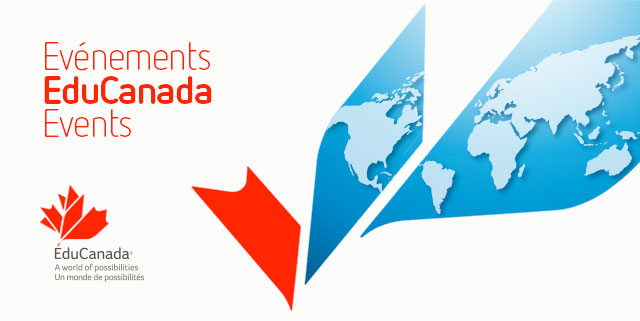 Evénements
EduCanada
Events
ÉduCanada®
A world of possibilities
Un monde de possibilités